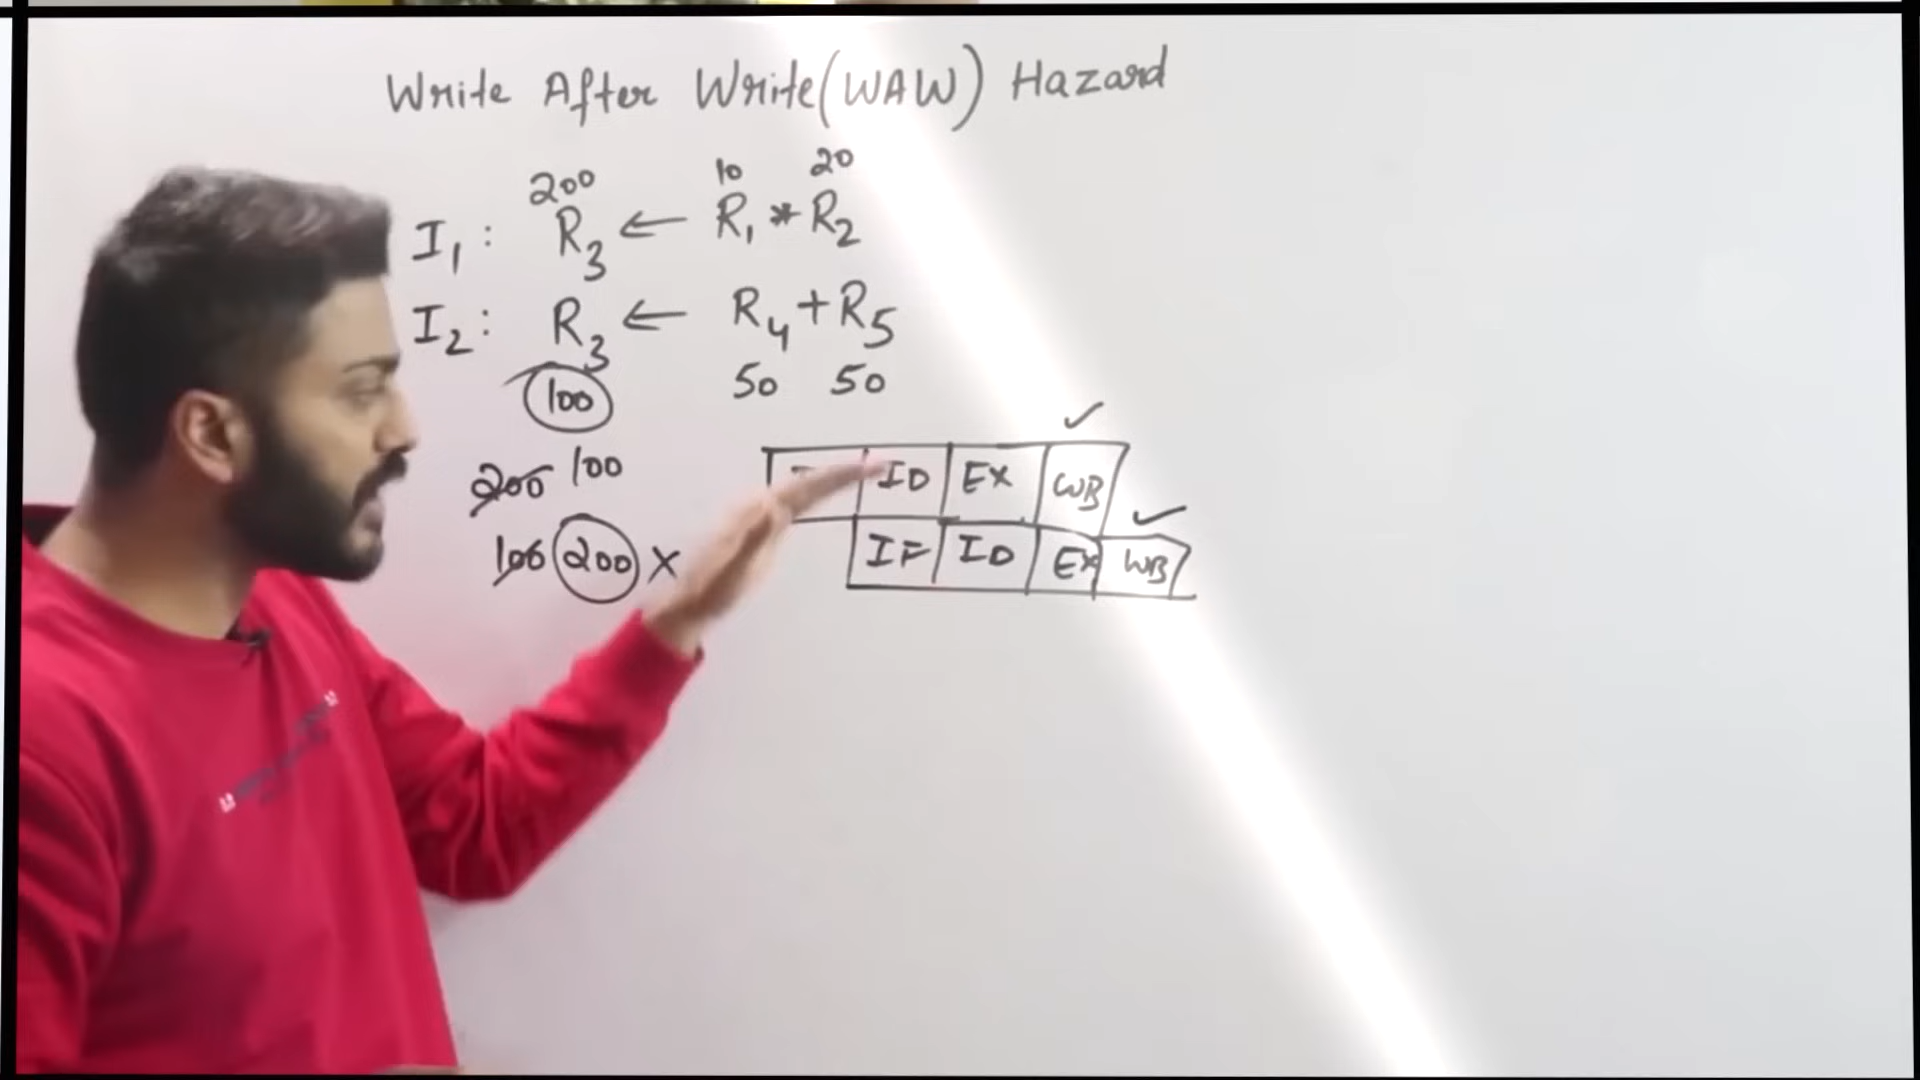 Write After Write (WAW) Hazard
200 10 20
I1: R3 ← R1 * R2
I2: R3 ← R4 + R5
100 50 50
200 100
ID EX WB
100 200 X
IF ID EX WB